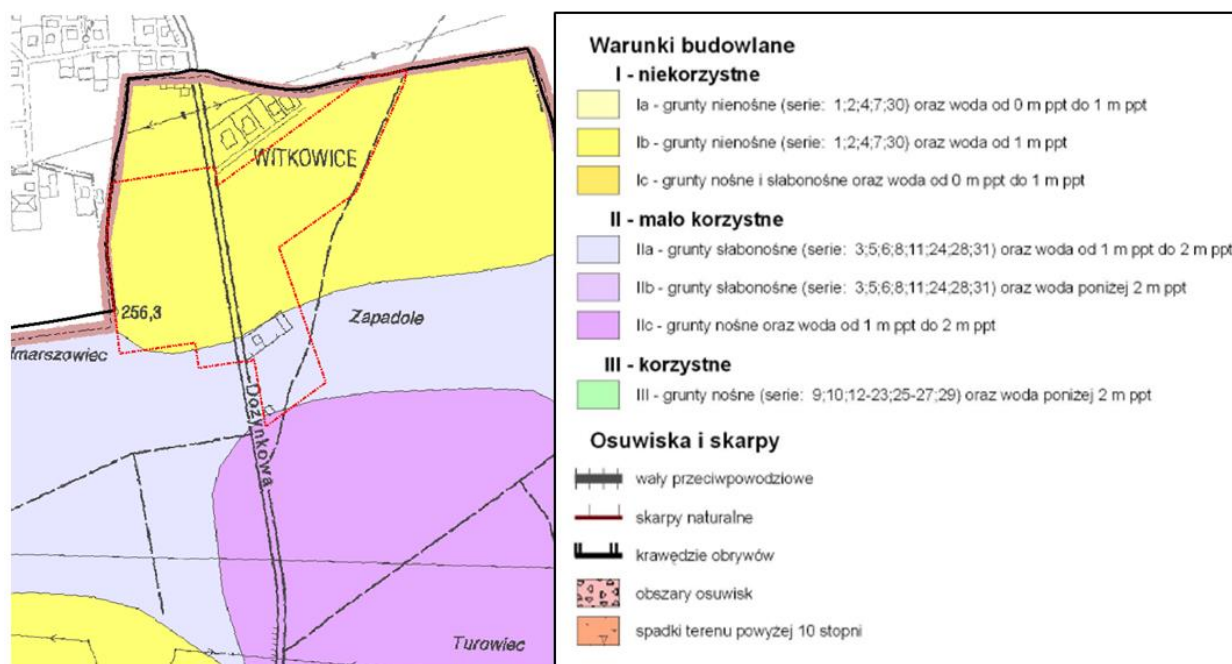 WITKOWICE
256,3
Zapadole
lmarszowiec
Dożynkowa
Turowiec
Warunki budowlane
I - niekorzystne
Ia - grunty nienośne (serie: 1;2;4;7;30) oraz woda od 0 m ppt do 1 m ppt
Ib - grunty nienośne (serie: 1;2;4;7;30) oraz woda od 1 m ppt
Ic - grunty nośne i słabonośne oraz woda od 0 m ppt do 1 m ppt
II - mało korzystne
IIa - grunty słabonośne (serie: 3;5;6;8;11;24;28;31) oraz woda od 1 m ppt do 2 m ppt
IIb - grunty słabonośne (serie: 3;5;6;8;11;24;28;31) oraz woda poniżej 2 m ppt
IIc - grunty nośne oraz woda od 1 m ppt do 2 m ppt
III - korzystne
III - grunty nośne (serie: 9;10;12-23;25-27;29) oraz woda poniżej 2 m ppt
Osuwiska i skarpy
wały przeciwpowodziowe
skarpy naturalne
krawędzie obrywów
obszary osuwisk
spadki terenu powyżej 10 stopni